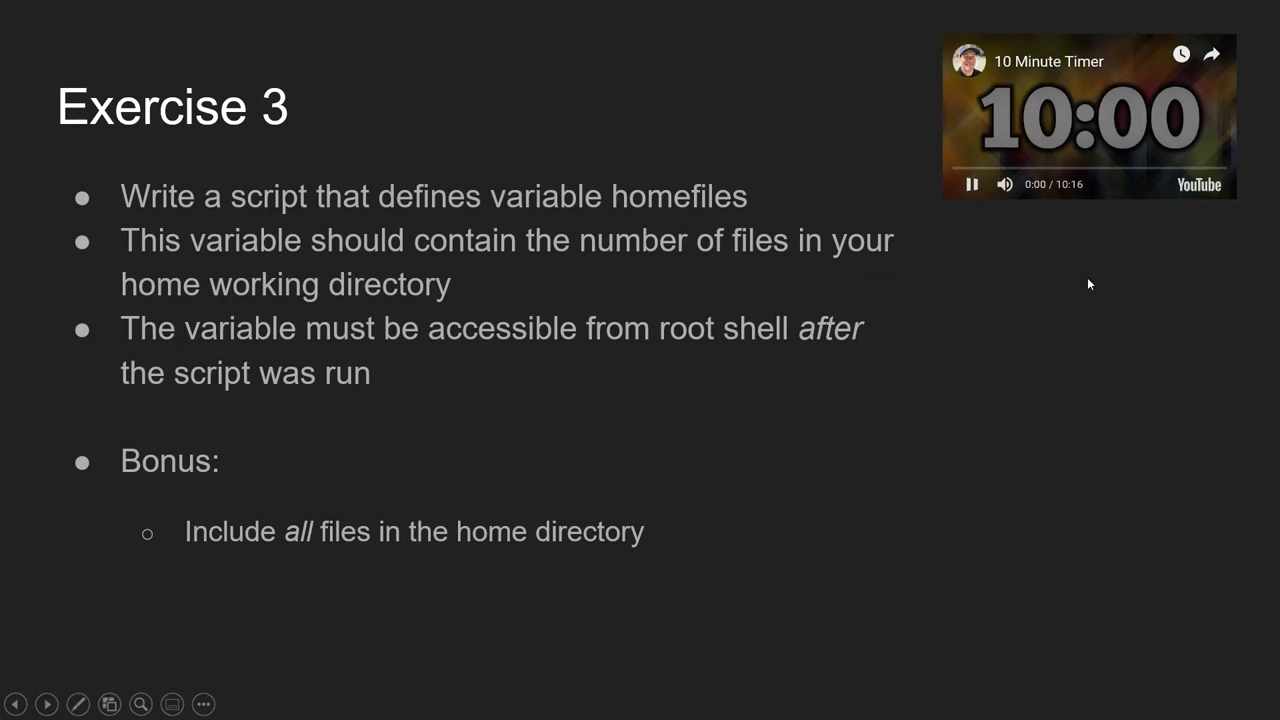 Exercise 3
10 Minute Timer
10:00
0:00 / 10:16
YouTube
● Write a script that defines variable homefiles
● This variable should contain the number of files in your
home working directory
● The variable must be accessible from root shell after
the script was run
● Bonus:
○ Include all files in the home directory